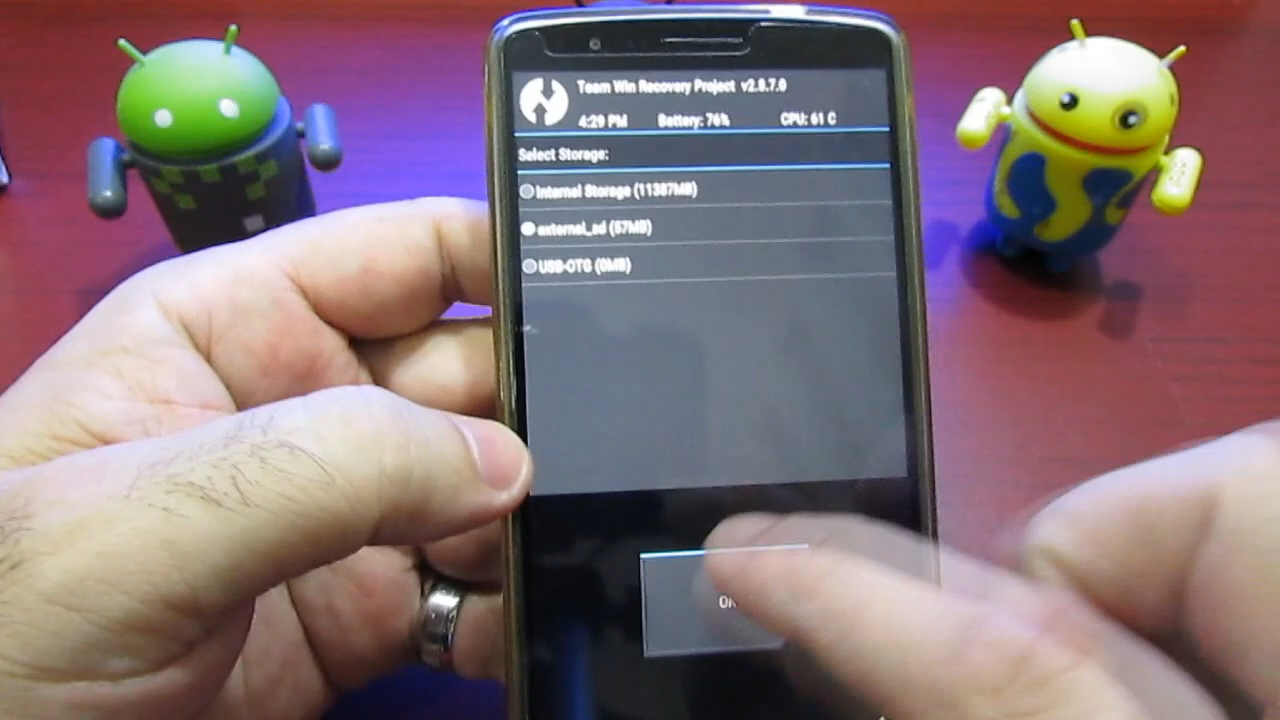 Team Win Recovery Project v2.8.7.0
4:29 PM Battery: 76% CPU: 61 C
Select Storage:
Internal Storage (11387MB)
external_sd (57MB)
USB-OTG (0MB)